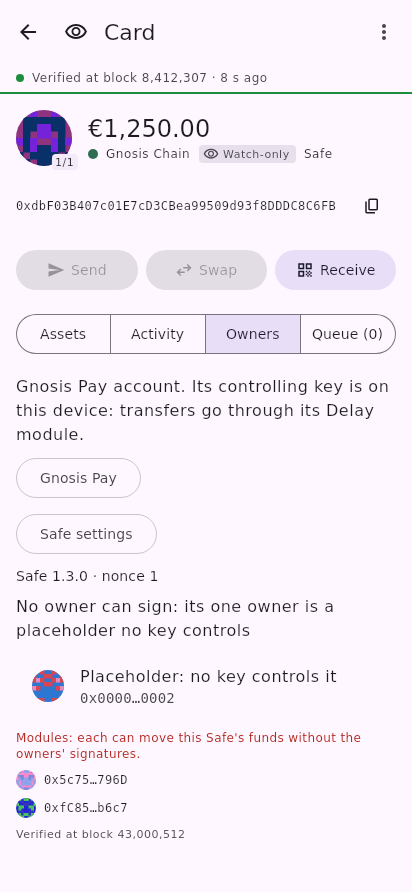 Card
Verified at block 8,412,307 · 8 s ago
€1,250.00
1/1
Gnosis Chain Watch-only Safe
0xdbF03B407c01E7cD3CBea99509d93f8DDDC8C6FB
Send Swap Receive
Assets Activity Owners Queue (0)
Gnosis Pay account. Its controlling key is on
this device: transfers go through its Delay
module.
Gnosis Pay
Safe settings
Safe 1.3.0 · nonce 1
No owner can sign: its one owner is a
placeholder no key controls
Placeholder: no key controls it
0x0000…0002
Modules: each can move this Safe's funds without the
owners' signatures.
0x5c75…796D
0xfC85…b6c7
Verified at block 43,000,512